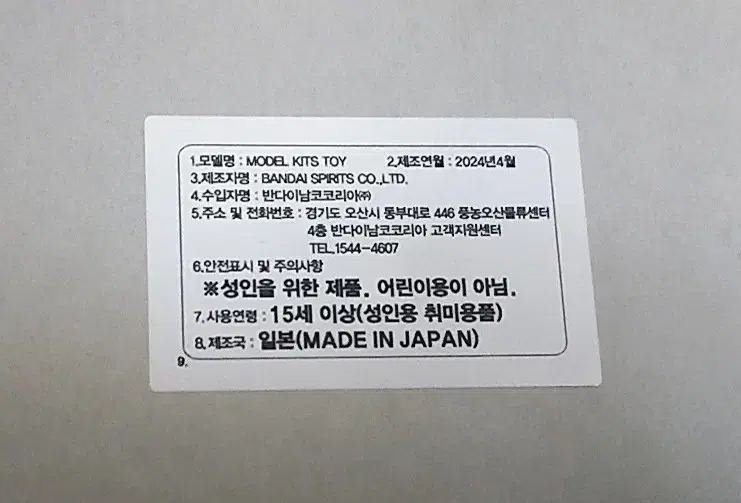 1.모델명 : MODEL KITS TOY 2.제조연월 : 2024년4월
3.제조자명 : BANDAI SPIRITS CO.,LTD.
4.수입자명 : 반다이남코코리아㈜
5.주소 및 전화번호 : 경기도 오산시 동부대로 446 풍농오산물류센터
4층 반다이남코코리아 고객지원센터
TEL.1544-4607
6.안전표시 및 주의사항
※성인을 위한 제품. 어린이용이 아님.
7.사용연령 : 15세 이상(성인용 취미용품)
8.제조국 : 일본(MADE IN JAPAN)
9.